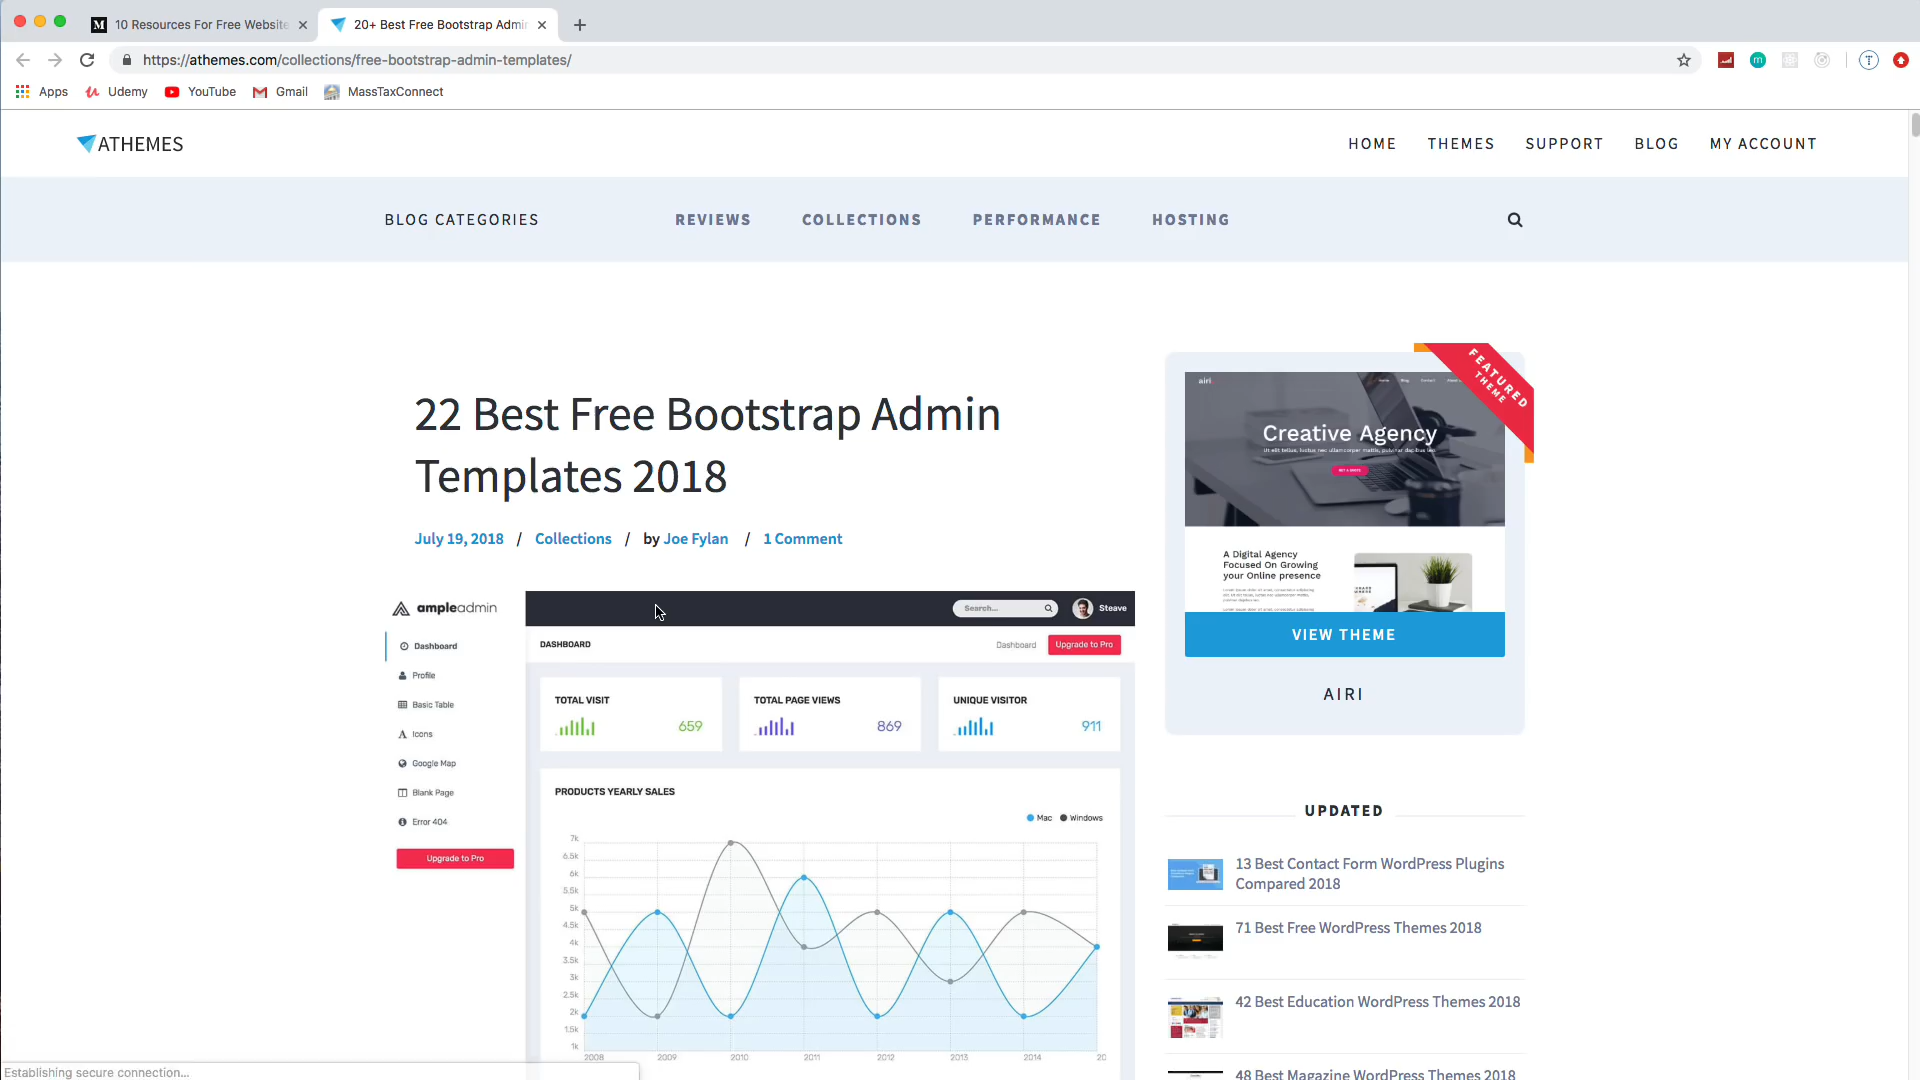 10 Resources For Free Website
20+ Best Free Bootstrap Admin
https://athemes.com/collections/free-bootstrap-admin-templates/
Apps
Udemy
YouTube
Gmail
MassTaxConnect
ATHEMES
HOME
THEMES
SUPPORT
BLOG
MY ACCOUNT
BLOG CATEGORIES
REVIEWS
COLLECTIONS
PERFORMANCE
HOSTING
22 Best Free Bootstrap Admin
Templates 2018
July 19, 2018 / Collections / by Joe Fylan / 1 Comment
ampleadmin
Dashboard
Profile
Basic Table
Icons
Google Map
Blank Page
Error 404
Upgrade to Pro
Search...
Steave
DASHBOARD
Dashboard
Upgrade to Pro
TOTAL VISIT
659
TOTAL PAGE VIEWS
869
UNIQUE VISITOR
911
PRODUCTS YEARLY SALES
Mac
Windows
7k
6.5k
6k
5.5k
5k
4.5k
4k
3.5k
3k
2.5k
2k
1.5k
1k
2008
2009
2010
2011
2012
2013
2014
20
FEATURED
THEME
airi
Creative Agency
A Digital Agency
Focused On Growing
your Online presence
VIEW THEME
AIRI
UPDATED
13 Best Contact Form WordPress Plugins
Compared 2018
71 Best Free WordPress Themes 2018
42 Best Education WordPress Themes 2018
48 Best Magazine WordPress Themes 2018
Establishing secure connection...